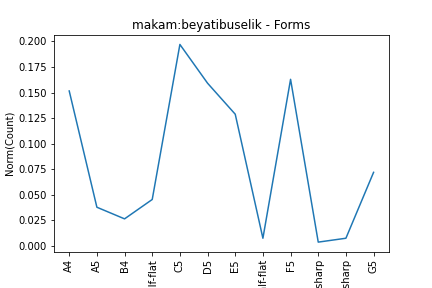 makam:beyatibuselik - Forms
Norm(Count)
0.200
0.175
0.150
0.125
0.100
0.075
0.050
0.025
0.000
A4
A5
B4
lf-flat
C5
D5
E5
lf-flat
F5
sharp
sharp
G5